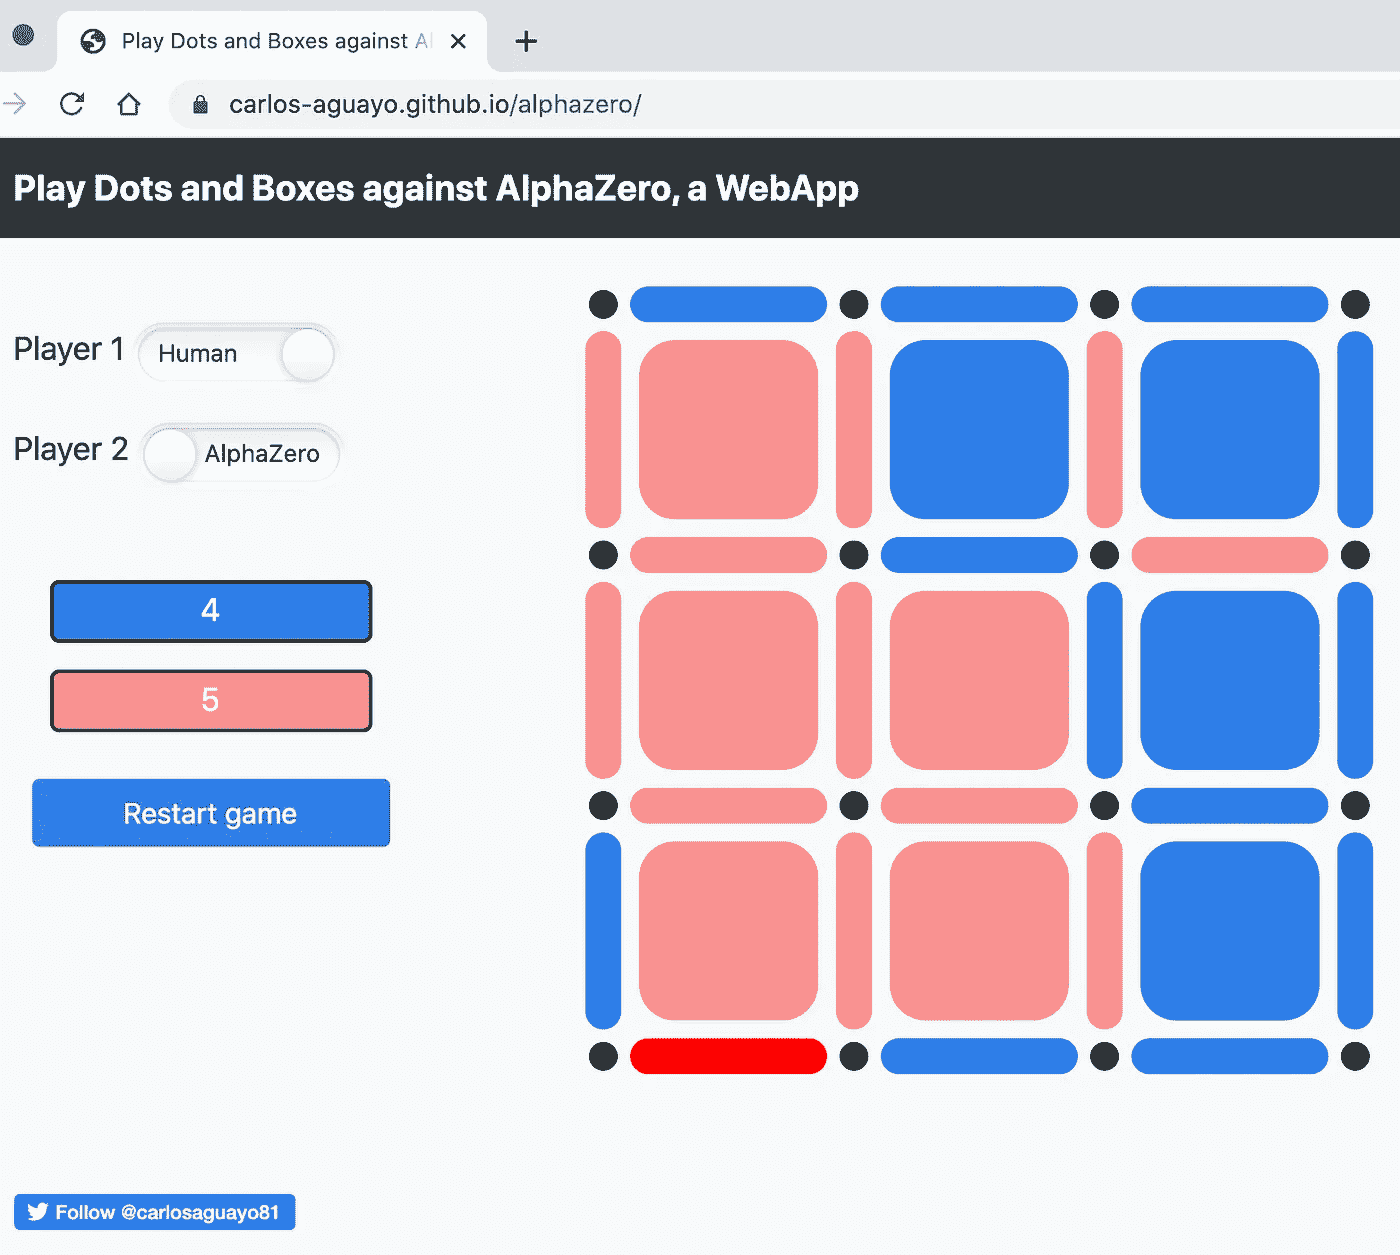 Play Dots and Boxes against Al
carlos-aguayo.github.io/alphazero/
Play Dots and Boxes against AlphaZero, a WebApp
Player 1 Human
Player 2 AlphaZero
4
5
Restart game
Follow @carlosaguayo81